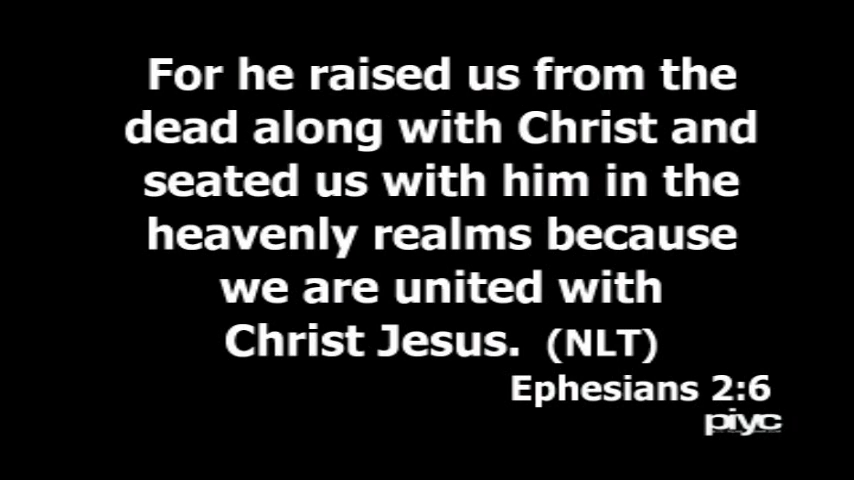 For he raised us from the
dead along with Christ and
seated us with him in the
heavenly realms because
we are united with
Christ Jesus. (NLT)
Ephesians 2:6
piyc